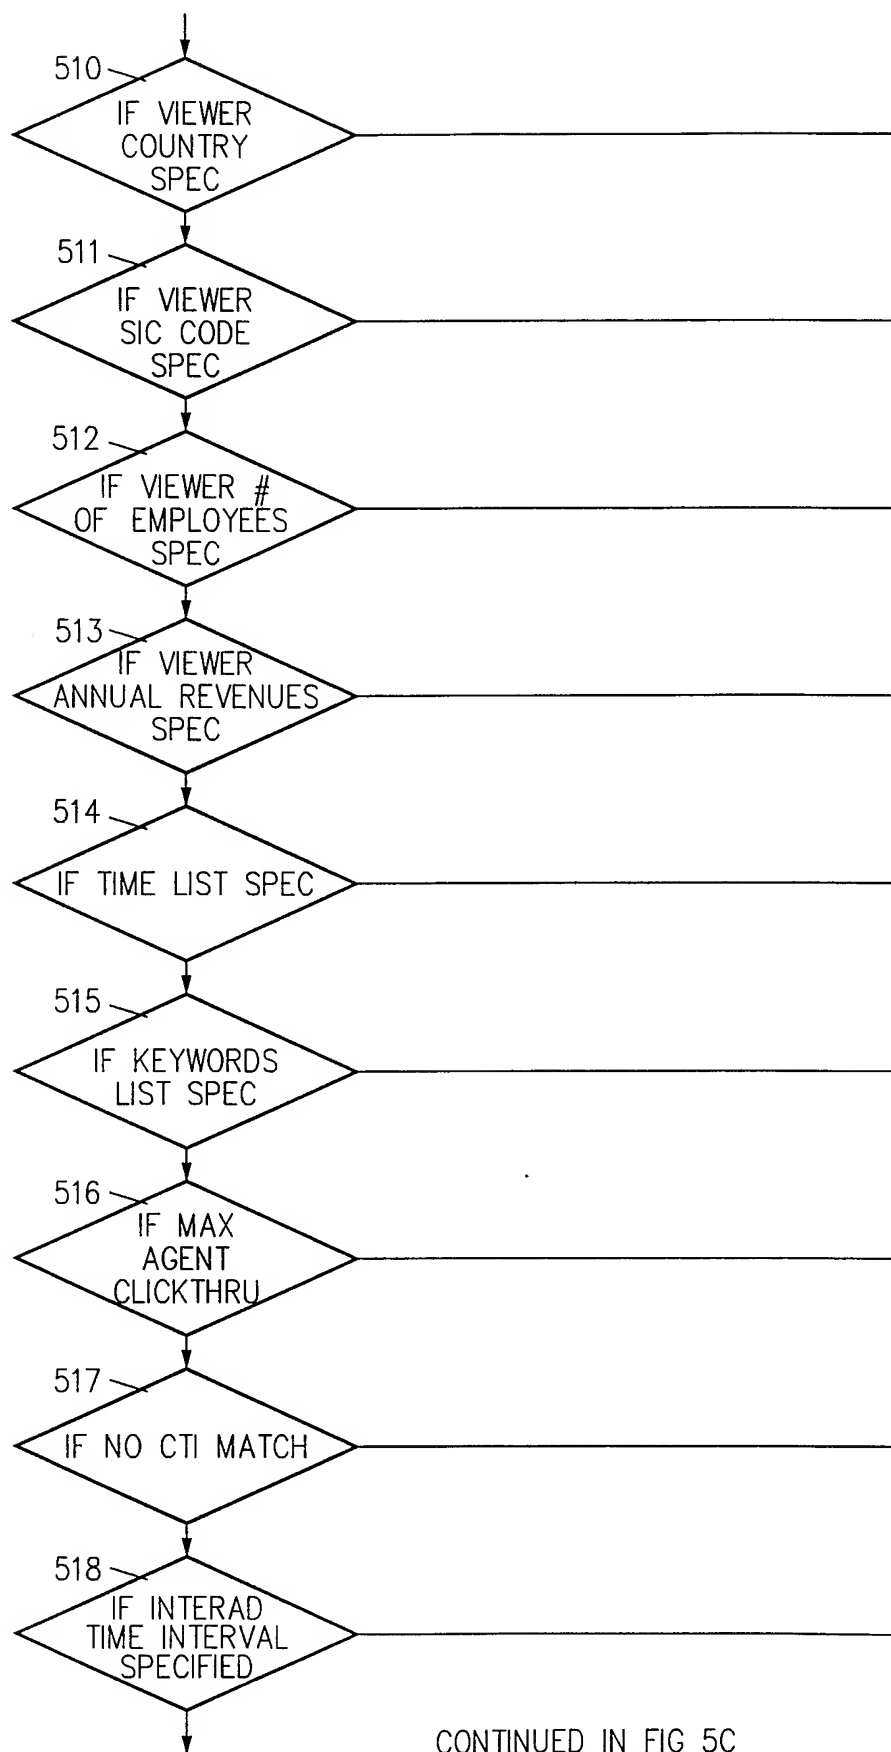 510
IF VIEWER
COUNTRY
SPEC
511
IF VIEWER
SIC CODE
SPEC
512
IF VIEWER #
OF EMPLOYEES
SPEC
513
IF VIEWER
ANNUAL REVENUES
SPEC
514
IF TIME LIST SPEC
515
IF KEYWORDS
LIST SPEC
516
IF MAX
AGENT
CLICKTHRU
517
IF NO CTI MATCH
518
IF INTERAD
TIME INTERVAL
SPECIFIED
CONTINUED IN FIG 5C